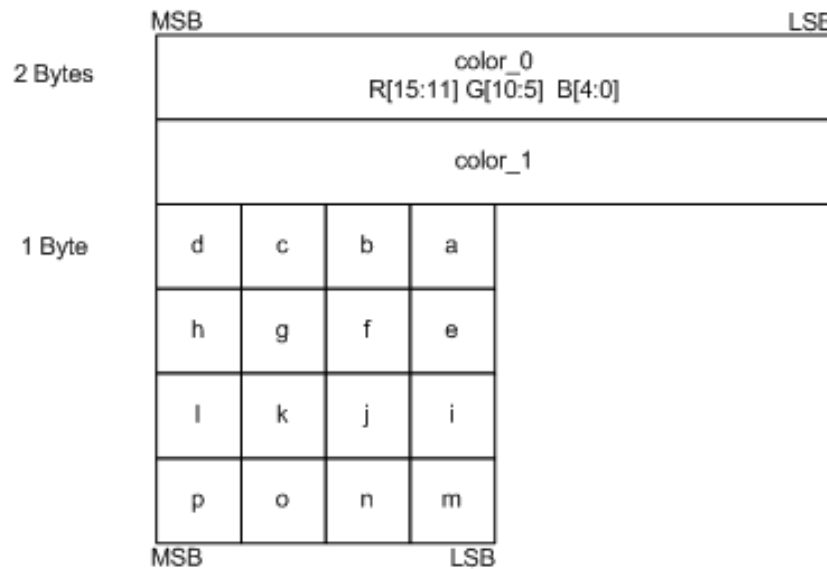 MSB LSB
2 Bytes color_0
R[15:11] G[10:5] B[4:0]
color_1
1 Byte d c b a
h g f e
l k j i
p o n m
MSB LSB